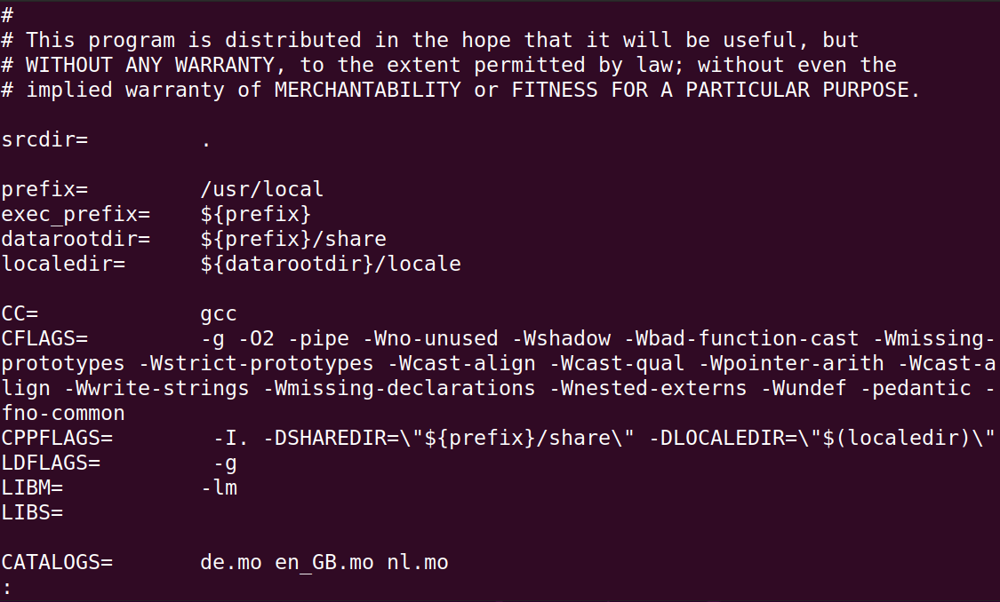 #
# This program is distributed in the hope that it will be useful, but
# WITHOUT ANY WARRANTY, to the extent permitted by law; without even the
# implied warranty of MERCHANTABILITY or FITNESS FOR A PARTICULAR PURPOSE.
srcdir=         .
prefix=         /usr/local
exec_prefix=    ${prefix}
datarootdir=    ${prefix}/share
localedir=      ${datarootdir}/locale
CC=             gcc
CFLAGS=         -g -O2 -pipe -Wno-unused -Wshadow -Wbad-function-cast -Wmissing-
prototypes -Wstrict-prototypes -Wcast-align -Wcast-qual -Wpointer-arith -Wcast-a
lign -Wwrite-strings -Wmissing-declarations -Wnested-externs -Wundef -pedantic -
fno-common
CPPFLAGS=        -I. -DSHAREDIR=\"${prefix}/share\" -DLOCALEDIR=\"$(localedir)\"
LDFLAGS=         -g
LIBM=           -lm
LIBS=
CATALOGS=       de.mo en_GB.mo nl.mo
: